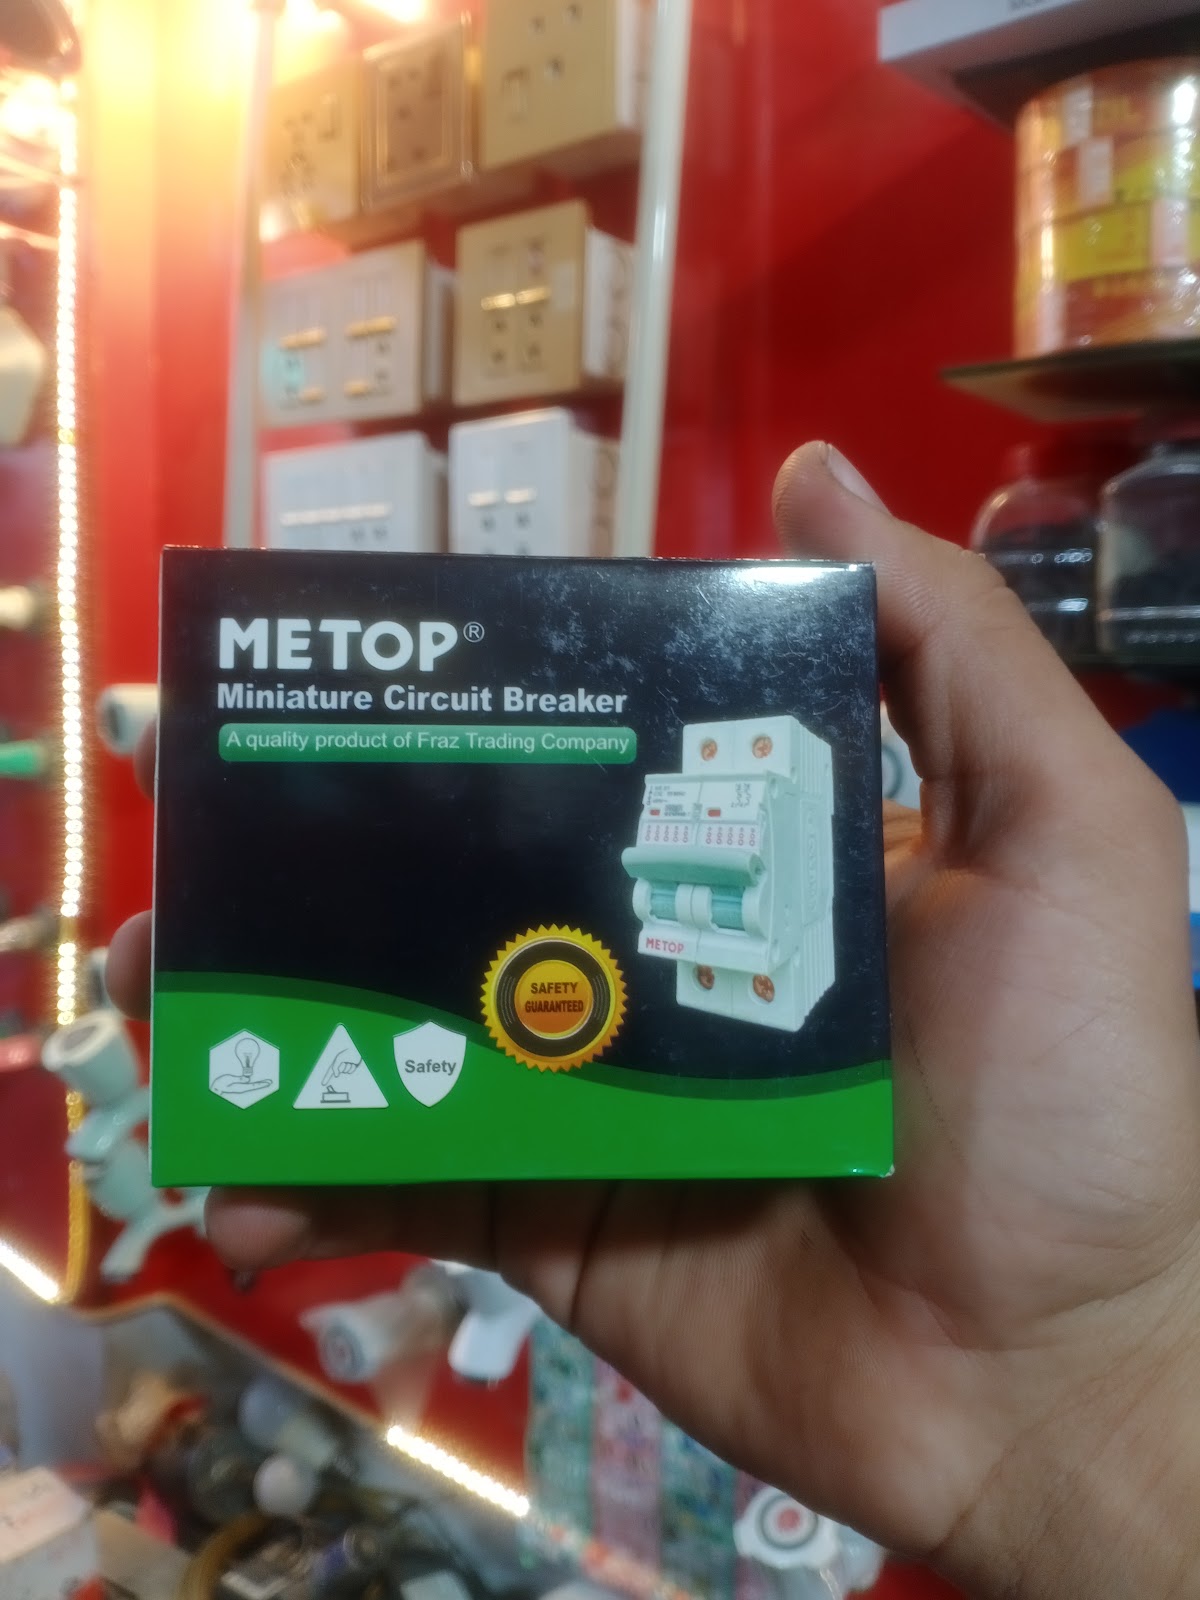 METOP®
Miniature Circuit Breaker
A quality product of Fraz Trading Company
METOP
SAFETY
GUARANTEED
Safety